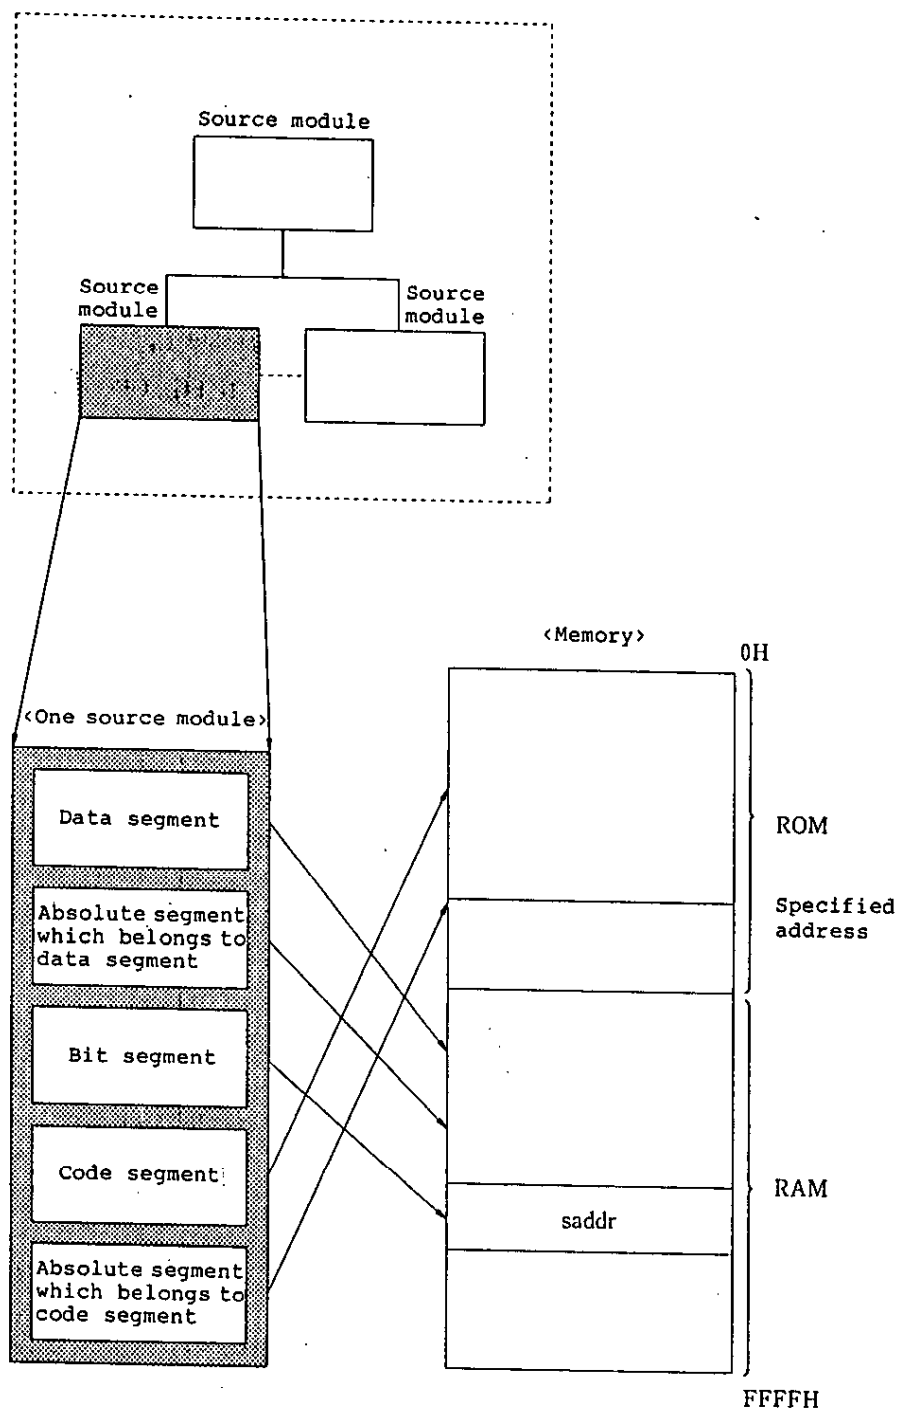 Source module
Source
module
Source
module
<Memory>
0H
<One source module>
Data segment
Absolute segment
which belongs to
data segment
Bit segment
Code segment
Absolute segment
which belongs to
code segment
ROM
Specified
address
saddr
RAM
FFFFH